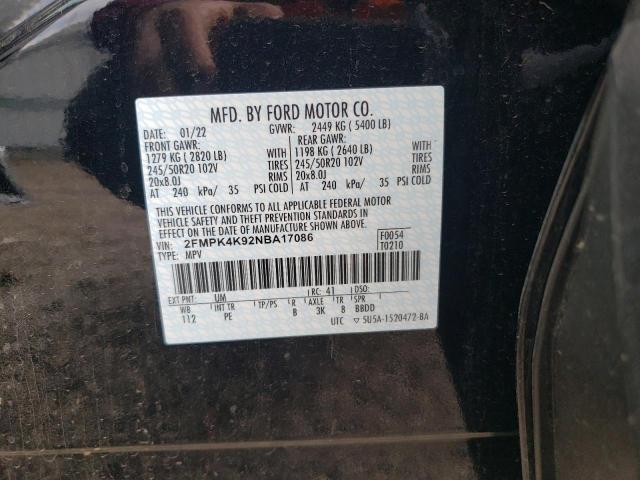 MFD. BY FORD MOTOR CO.
DATE: 01/22 GVWR: 2449 KG ( 5400 LB)
FRONT GAWR: REAR GAWR:
1279 KG ( 2820 LB) 1198 KG ( 2640 LB)
245/50R20 102V TIRES 245/50R20 102V TIRES
20x8.0J RIMS 20x8.0J RIMS
AT 240 kPa/ 35 PSI COLD AT 240 kPa/ 35 PSI COLD
THIS VEHICLE CONFORMS TO ALL APPLICABLE FEDERAL MOTOR
VEHICLE SAFETY AND THEFT PREVENTION STANDARDS IN
EFFECT ON THE DATE OF MANUFACTURE SHOWN ABOVE.
VIN: 2FMPK4K92NBA17086 F0054
TYPE: MPV T0210
EXT PNT: UM RC: 41 DSO:
WB INT TR TP/PS R AXLE TR SPR
112 PE B 3K 8 BBDD
UTC ▽ 5U5A-1520472-BA